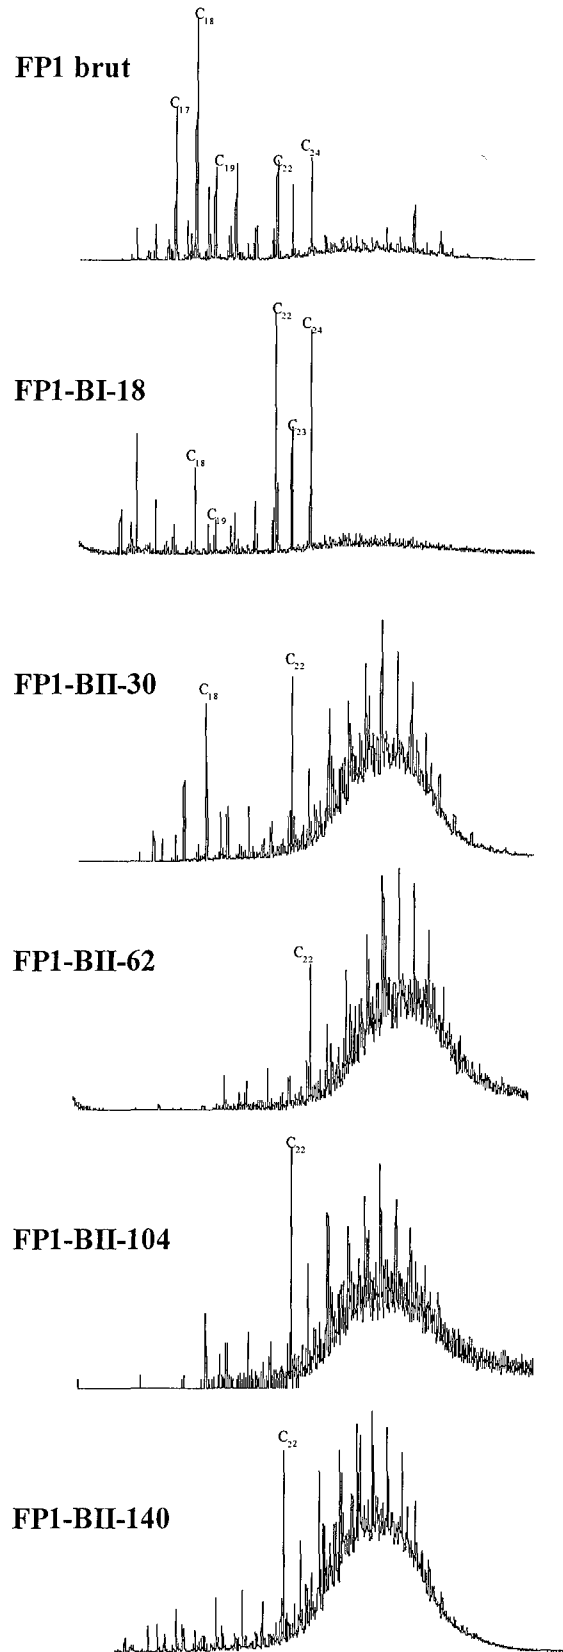 C₁₈
FP1 brut
C₁₇
C₁₉
C₂₂
C₂₄
C₂₂
C₂₄
FP1-BI-18
C₂₃
C₁₈
C₁₉
C₂₂
FP1-BII-30
C₁₈
FP1-BII-62
C₂₂
C₂₂
FP1-BII-104
C₂₂
FP1-BII-140